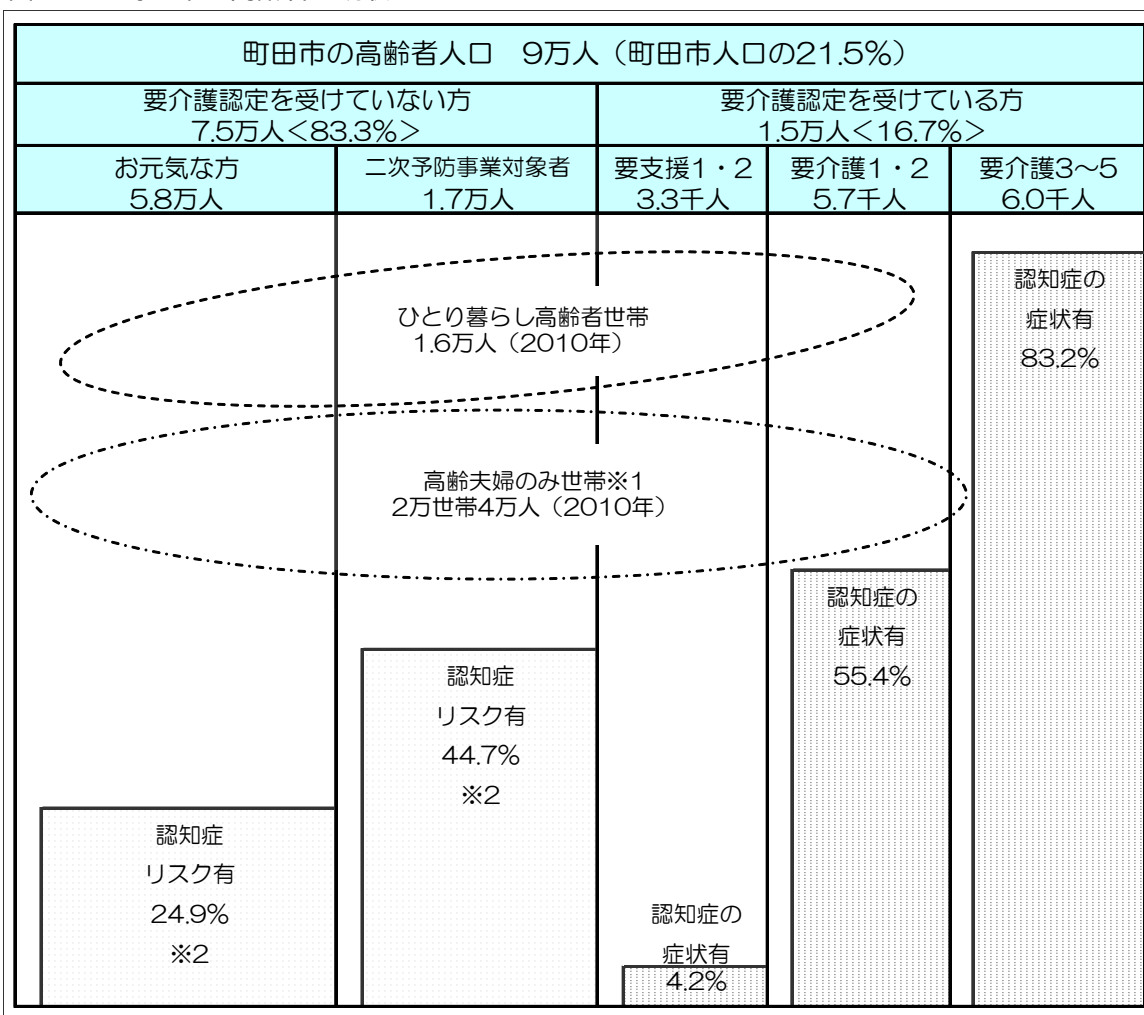 町田市の高齢者人口　9万人（町田市人口の21.5%）
要介護認定を受けていない方
7.5万人＜83.3%＞
要介護認定を受けている方
1.5万人＜16.7%＞
お元気な方
5.8万人
二次予防事業対象者
1.7万人
要支援1・2
3.3千人
要介護1・2
5.7千人
要介護3～5
6.0千人
ひとり暮らし高齢者世帯
1.6万人（2010年）
高齢夫婦のみ世帯※1
2万世帯4万人（2010年）
認知症
リスク有
24.9%
※2
認知症
リスク有
44.7%
※2
認知症の
症状有
4.2%
認知症の
症状有
55.4%
認知症の
症状有
83.2%